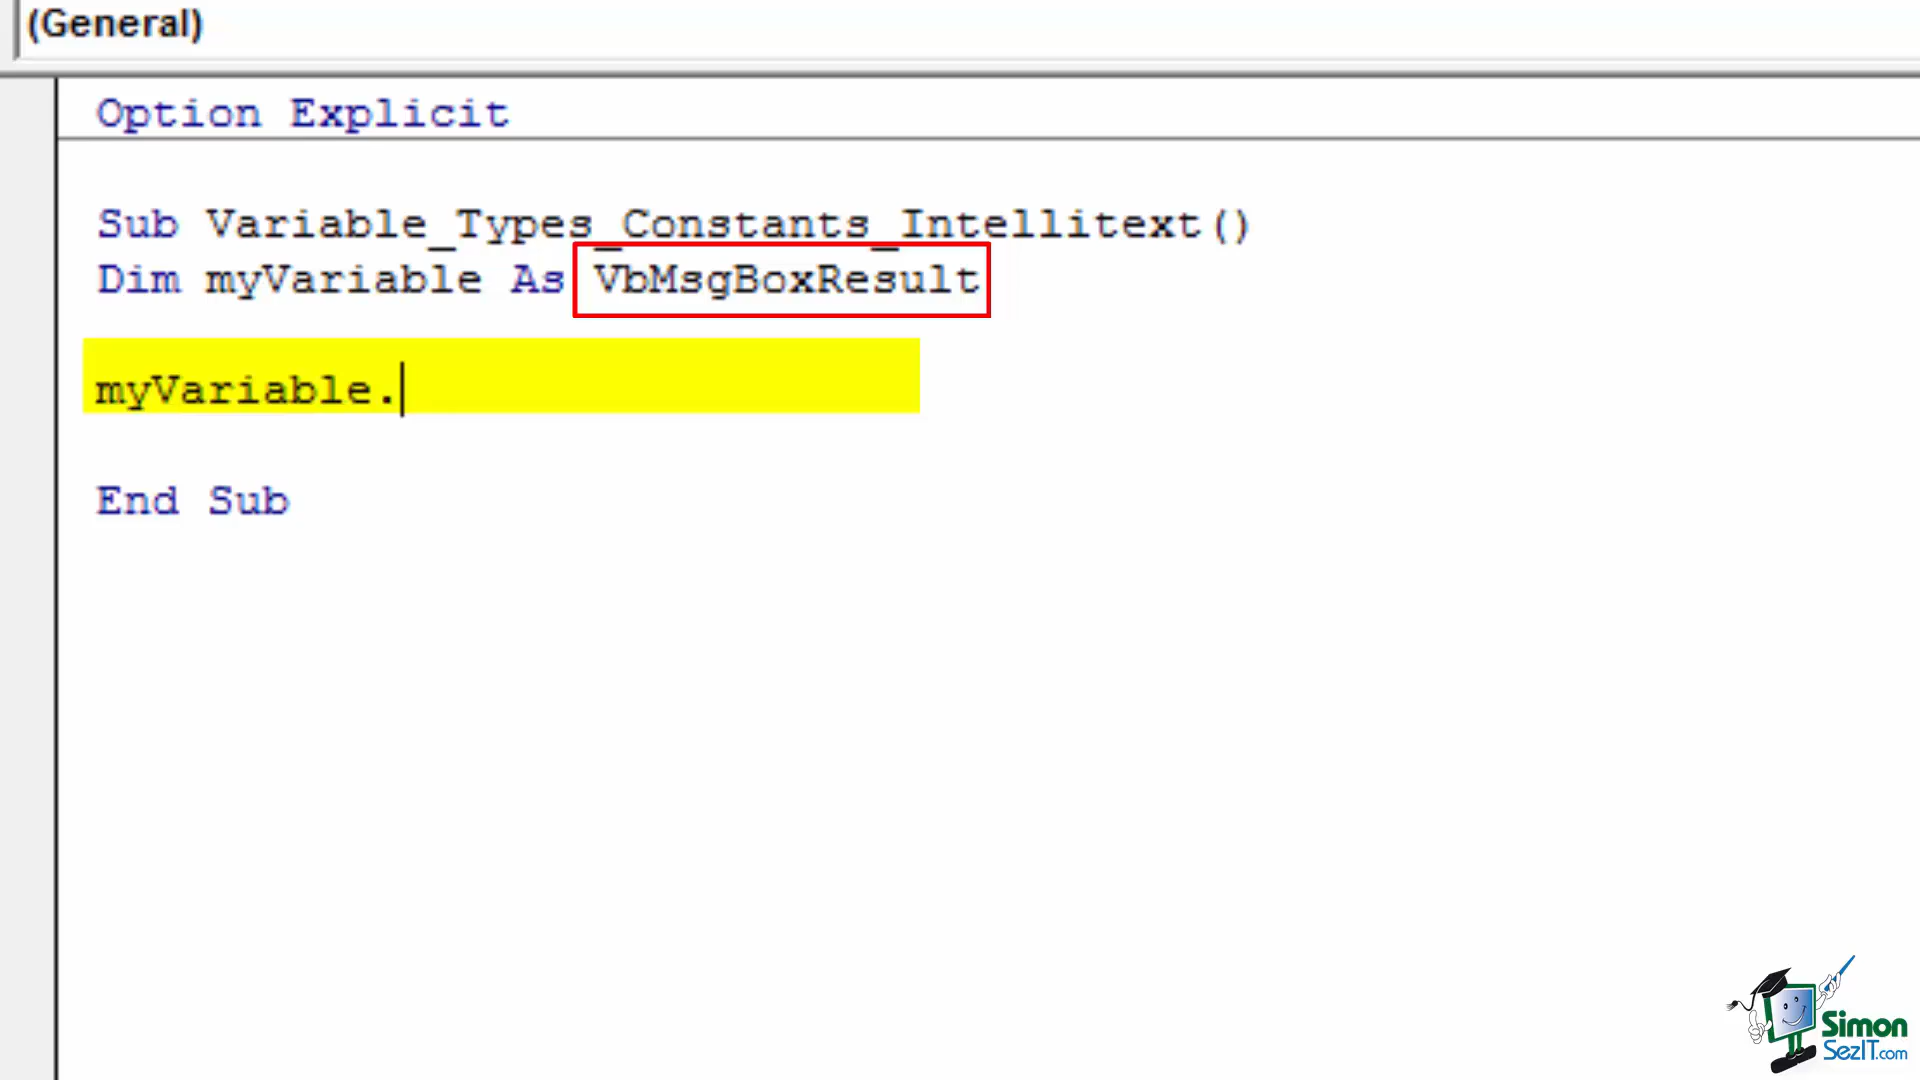 (General)
Option Explicit
Sub Variable_Types_Constants_Intellitext()
Dim myVariable As VbMsgBoxResult
myVariable.
End Sub
Simon
SezIT.com